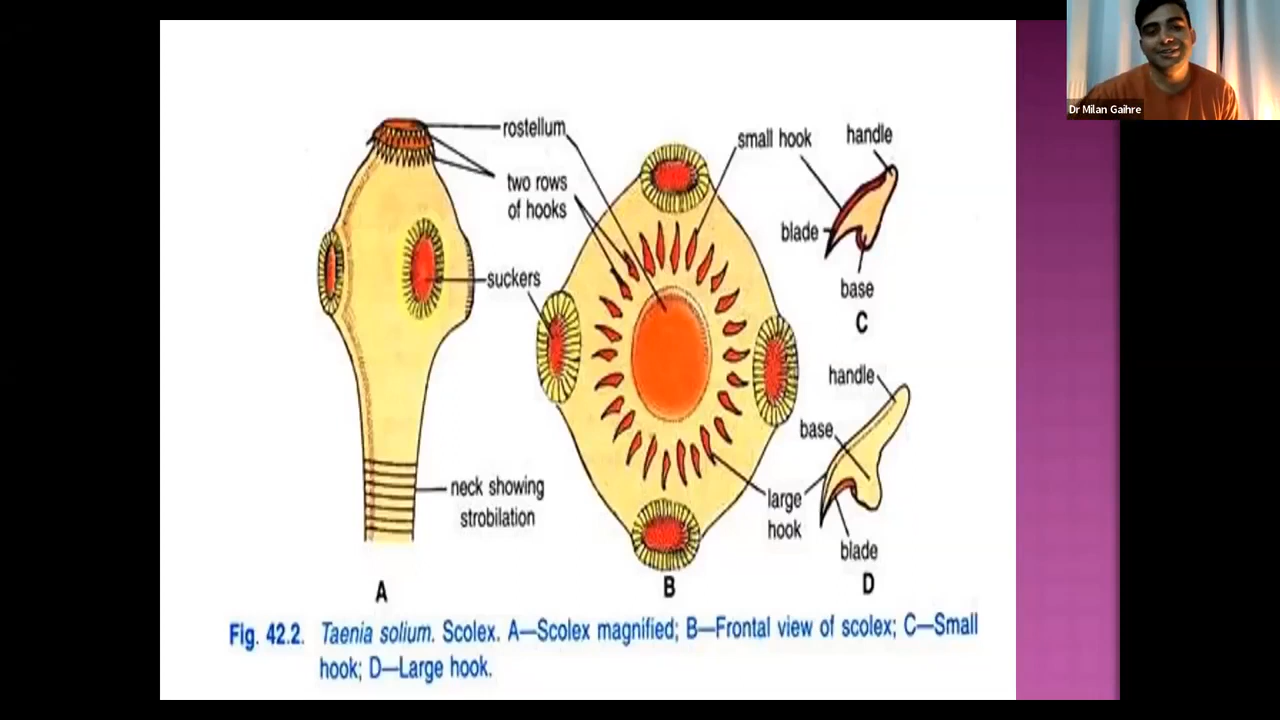 Dr Milan Gaihre
rostellum
two rows
of hooks
suckers
neck showing
strobilation
A
small hook
large
hook
B
handle
blade
base
C
handle
base
blade
D
Fig. 42.2. Taenia solium. Scolex. A—Scolex magnified; B—Frontal view of scolex; C—Small
hook; D—Large hook.